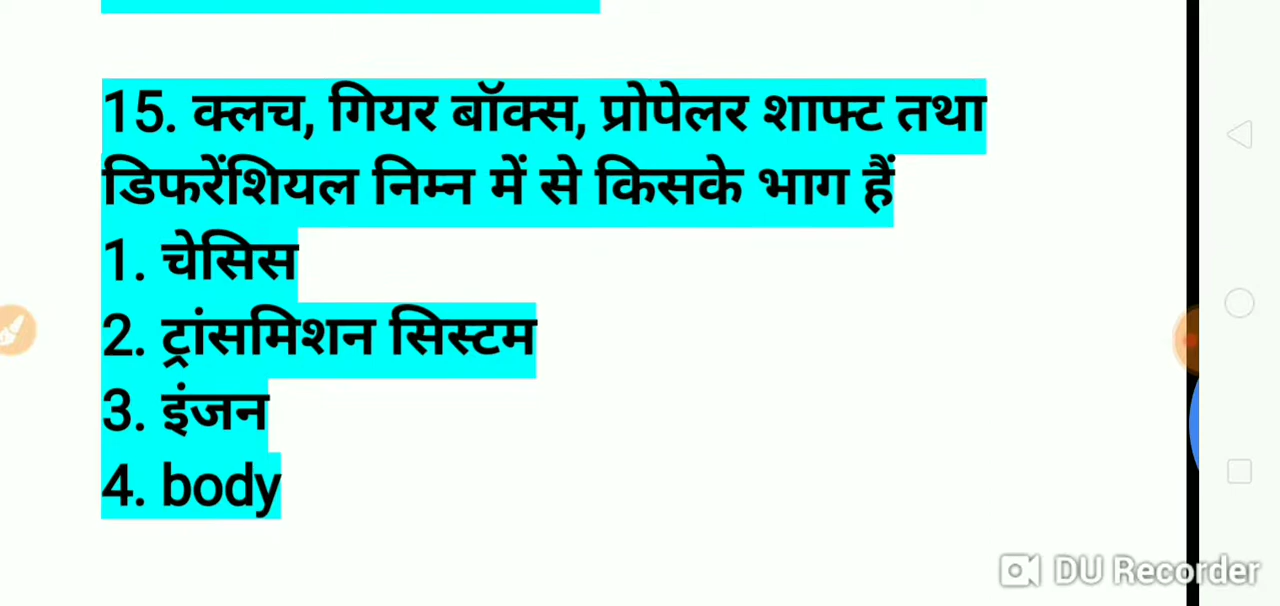 15. क्लच, गियर बॉक्स, प्रोपेलर शाफ्ट तथा
डिफरेंशियल निम्न में से किसके भाग हैं
1. चेसिस
2. ट्रांसमिशन सिस्टम
3. इंजन
4. body
DU Recorder